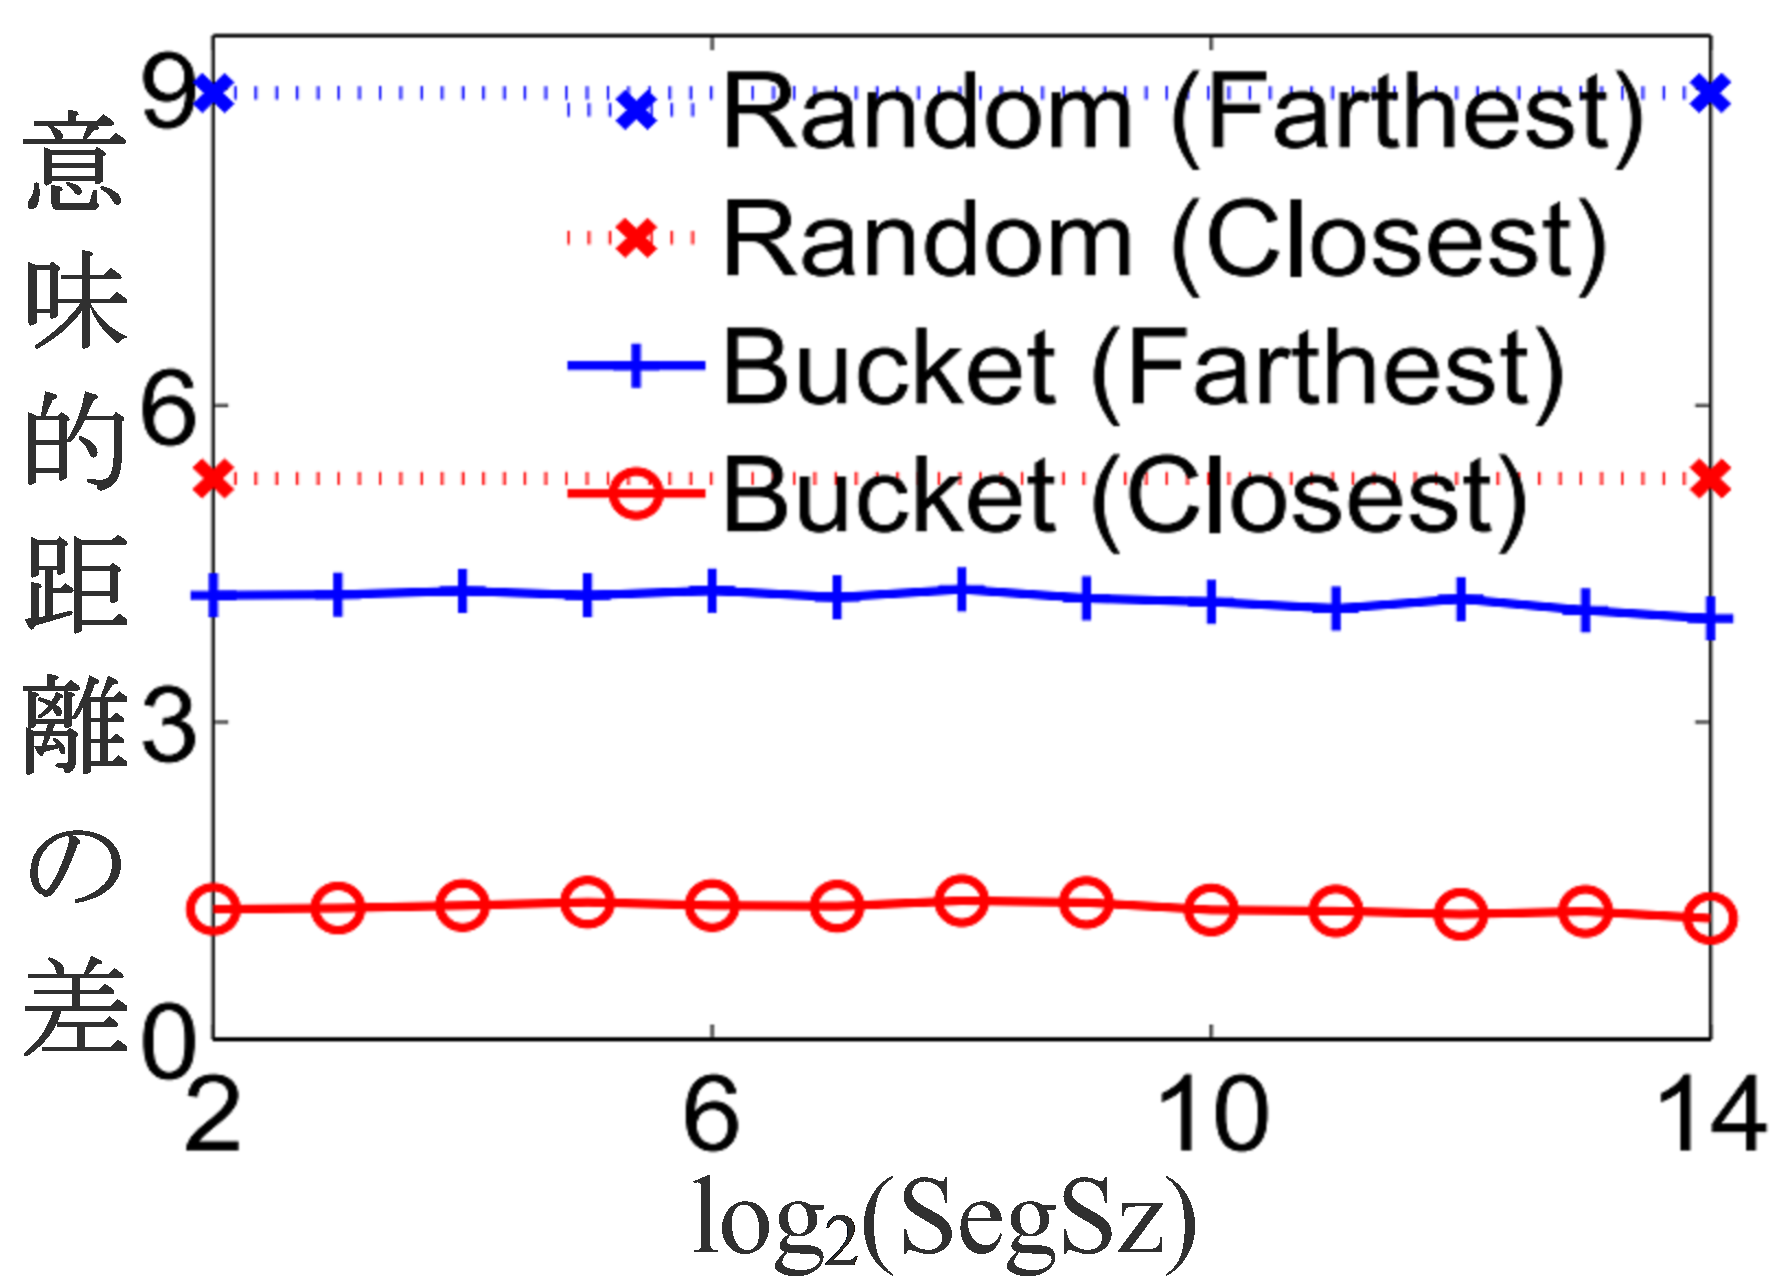 意味的距離の差
9
6
3
0
Random (Farthest)
Random (Closest)
Bucket (Farthest)
Bucket (Closest)
2 6 10 14
log₂(SegSz)